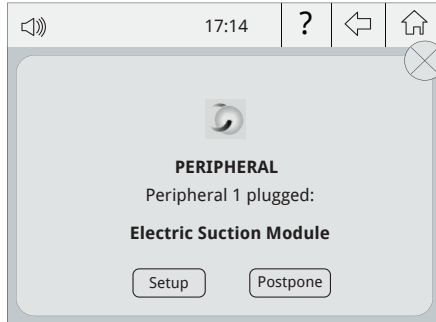 17:14 ?
PERIPHERAL
Peripheral 1 plugged:
Electric Suction Module
Setup Postpone